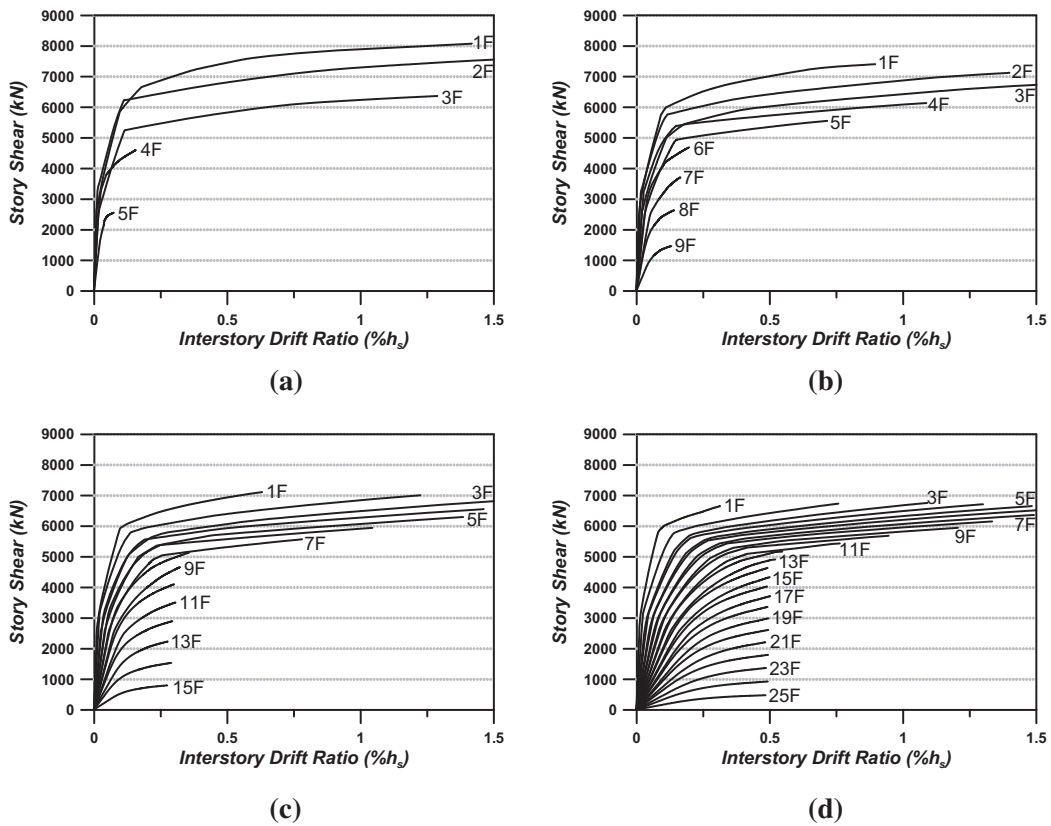 9000
8000
7000
6000
5000
4000
3000
2000
1000
0
Story Shear (kN)
1F
2F
3F
4F
5F
0 0.5 1 1.5
Interstory Drift Ratio (%hs)
(a)
9000
8000
7000
6000
5000
4000
3000
2000
1000
0
Story Shear (kN)
1F
2F
3F
4F
5F
6F
7F
8F
9F
0 0.5 1 1.5
Interstory Drift Ratio (%hs)
(b)
9000
8000
7000
6000
5000
4000
3000
2000
1000
0
Story Shear (kN)
1F
3F
5F
7F
9F
11F
13F
15F
0 0.5 1 1.5
Interstory Drift Ratio (%hs)
(c)
9000
8000
7000
6000
5000
4000
3000
2000
1000
0
Story Shear (kN)
1F
3F
5F
7F
9F
11F
13F
15F
17F
19F
21F
23F
25F
0 0.5 1 1.5
Interstory Drift Ratio (%hs)
(d)